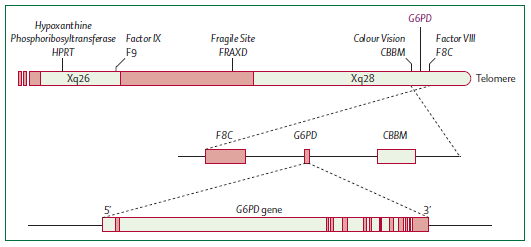 G6PD
Hypoxanthine
Phosphoribosyltransferase
HPRT
Factor IX
F9
Fragile Site
FRAXD
Colour Vision
CBBM
Factor VIII
F8C
Xq26
Xq28
Telomere
F8C
G6PD
CBBM
5'
G6PD gene
3'